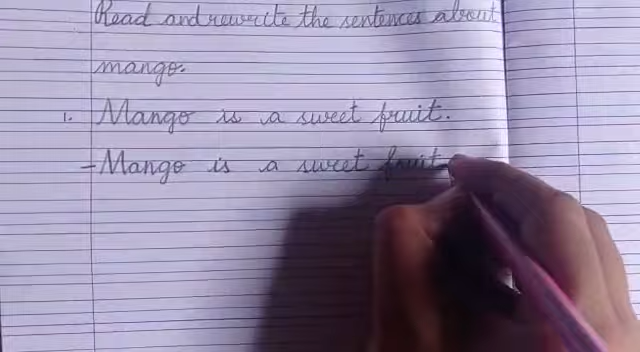 Read and rewrite the sentences about
mango.
1. Mango is a sweet fruit.
- Mango is a sweet fruit